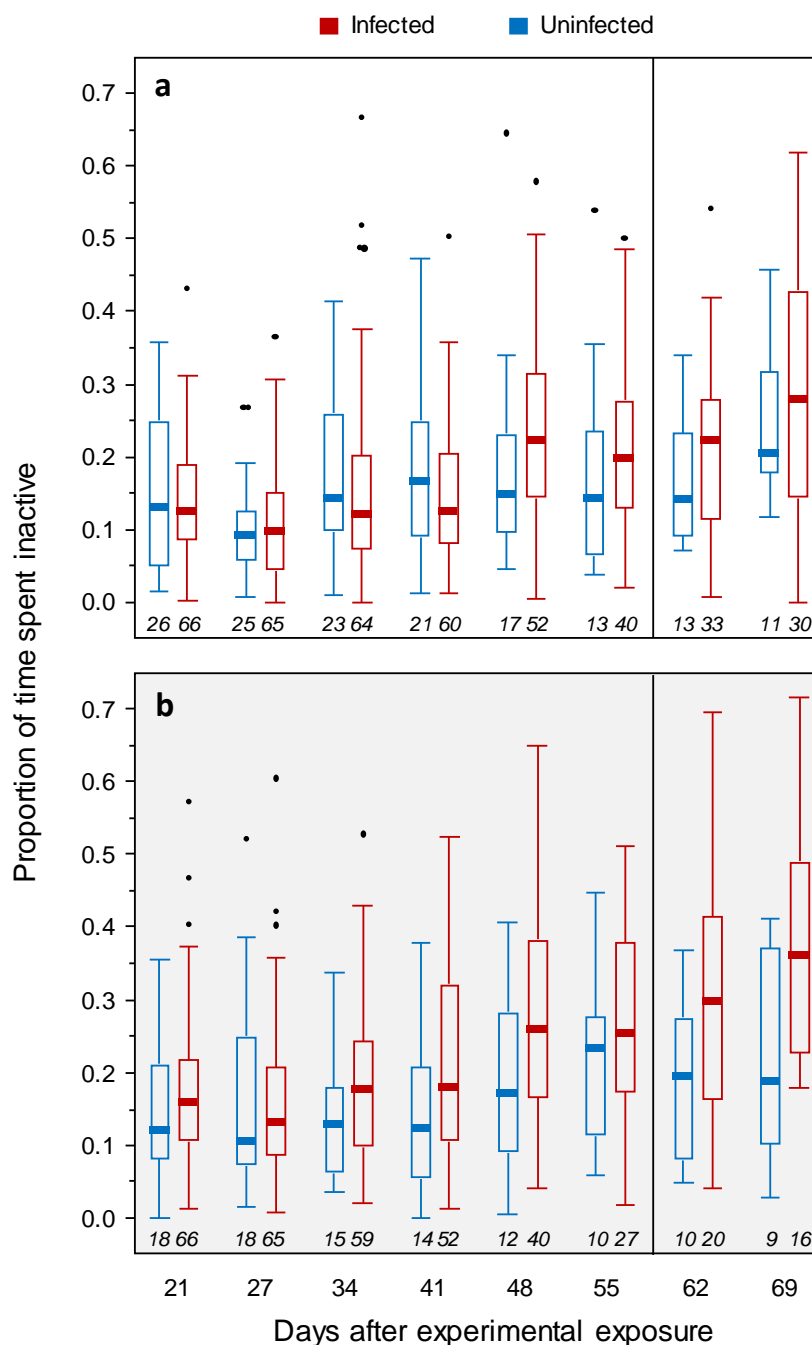 Infected Uninfected
Proportion of time spent inactive
a
0.7
0.6
0.5
0.4
0.3
0.2
0.1
0.0
26 66 25 65 23 64 21 60 17 52 13 40 13 33 11 30
b
0.7
0.6
0.5
0.4
0.3
0.2
0.1
0.0
18 66 18 65 15 59 14 52 12 40 10 27 10 20 9 16
21 27 34 41 48 55 62 69
Days after experimental exposure